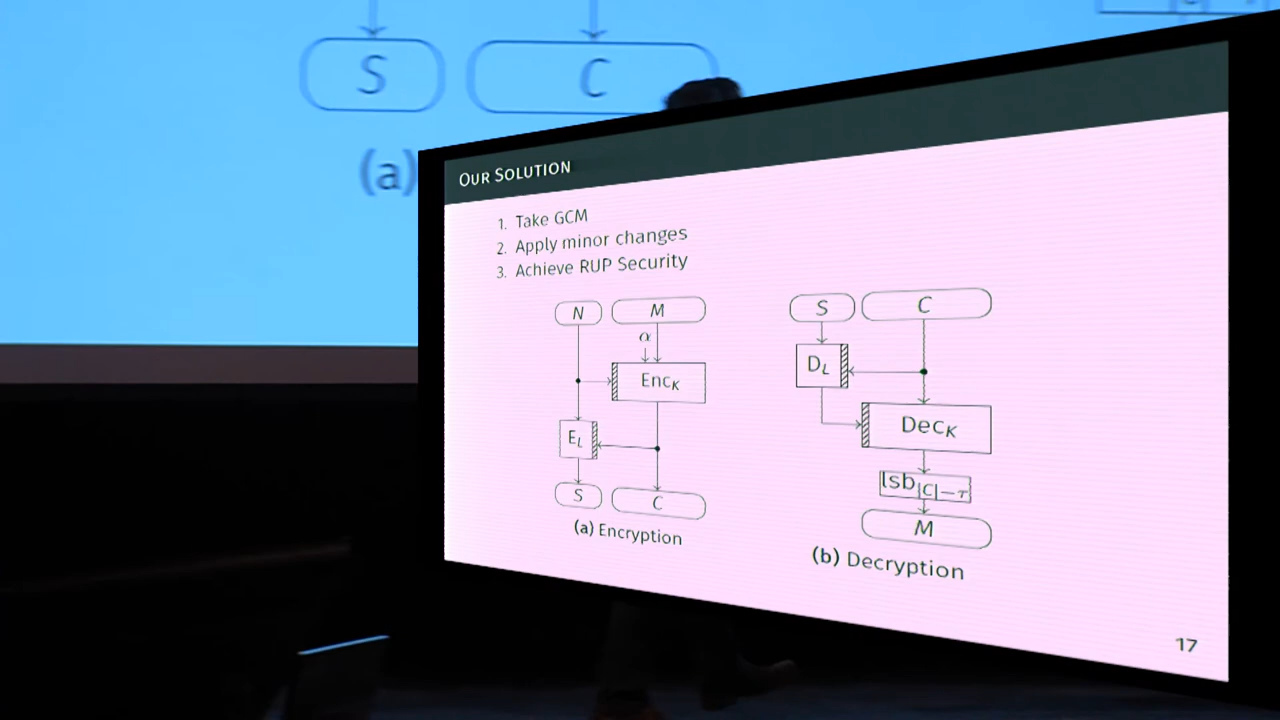 S
C
(a)
OUR SOLUTION
1. Take GCM
2. Apply minor changes
3. Achieve RUP Security
N
M
α
Enc_K
E_L
S
C
(a) Encryption
S
C
D_L
Dec_K
lsb_|C|−τ
M
(b) Decryption
17